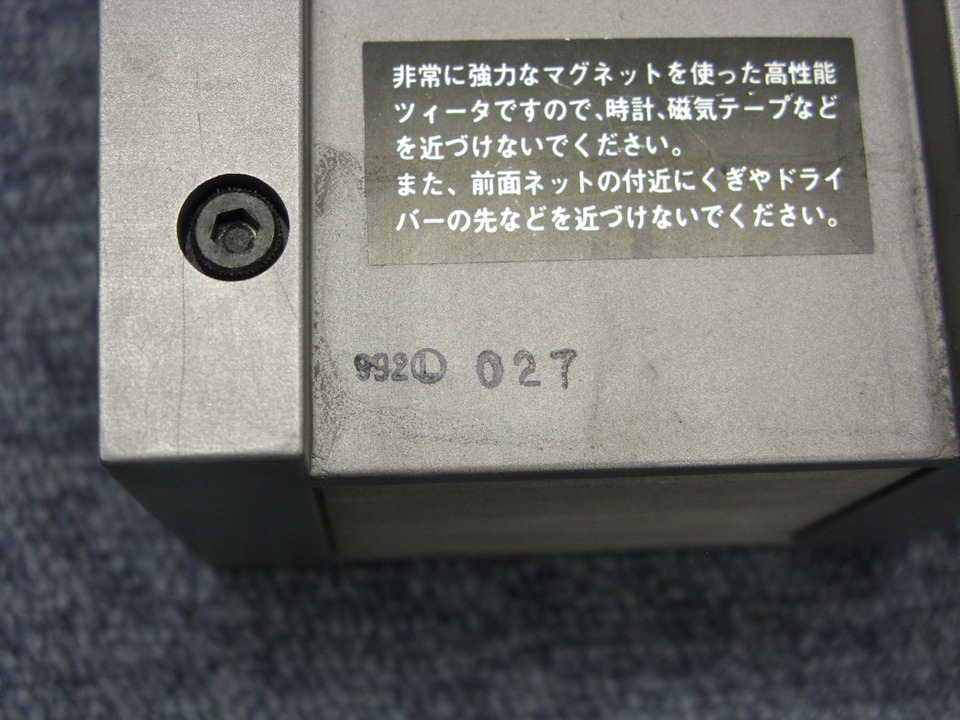 非常に強力なマグネットを使った高性能
ツィータですので、時計、磁気テープなど
を近づけないでください。
また、前面ネットの付近にくぎやドライ
バーの先などを近づけないでください。
992Ⓛ 027